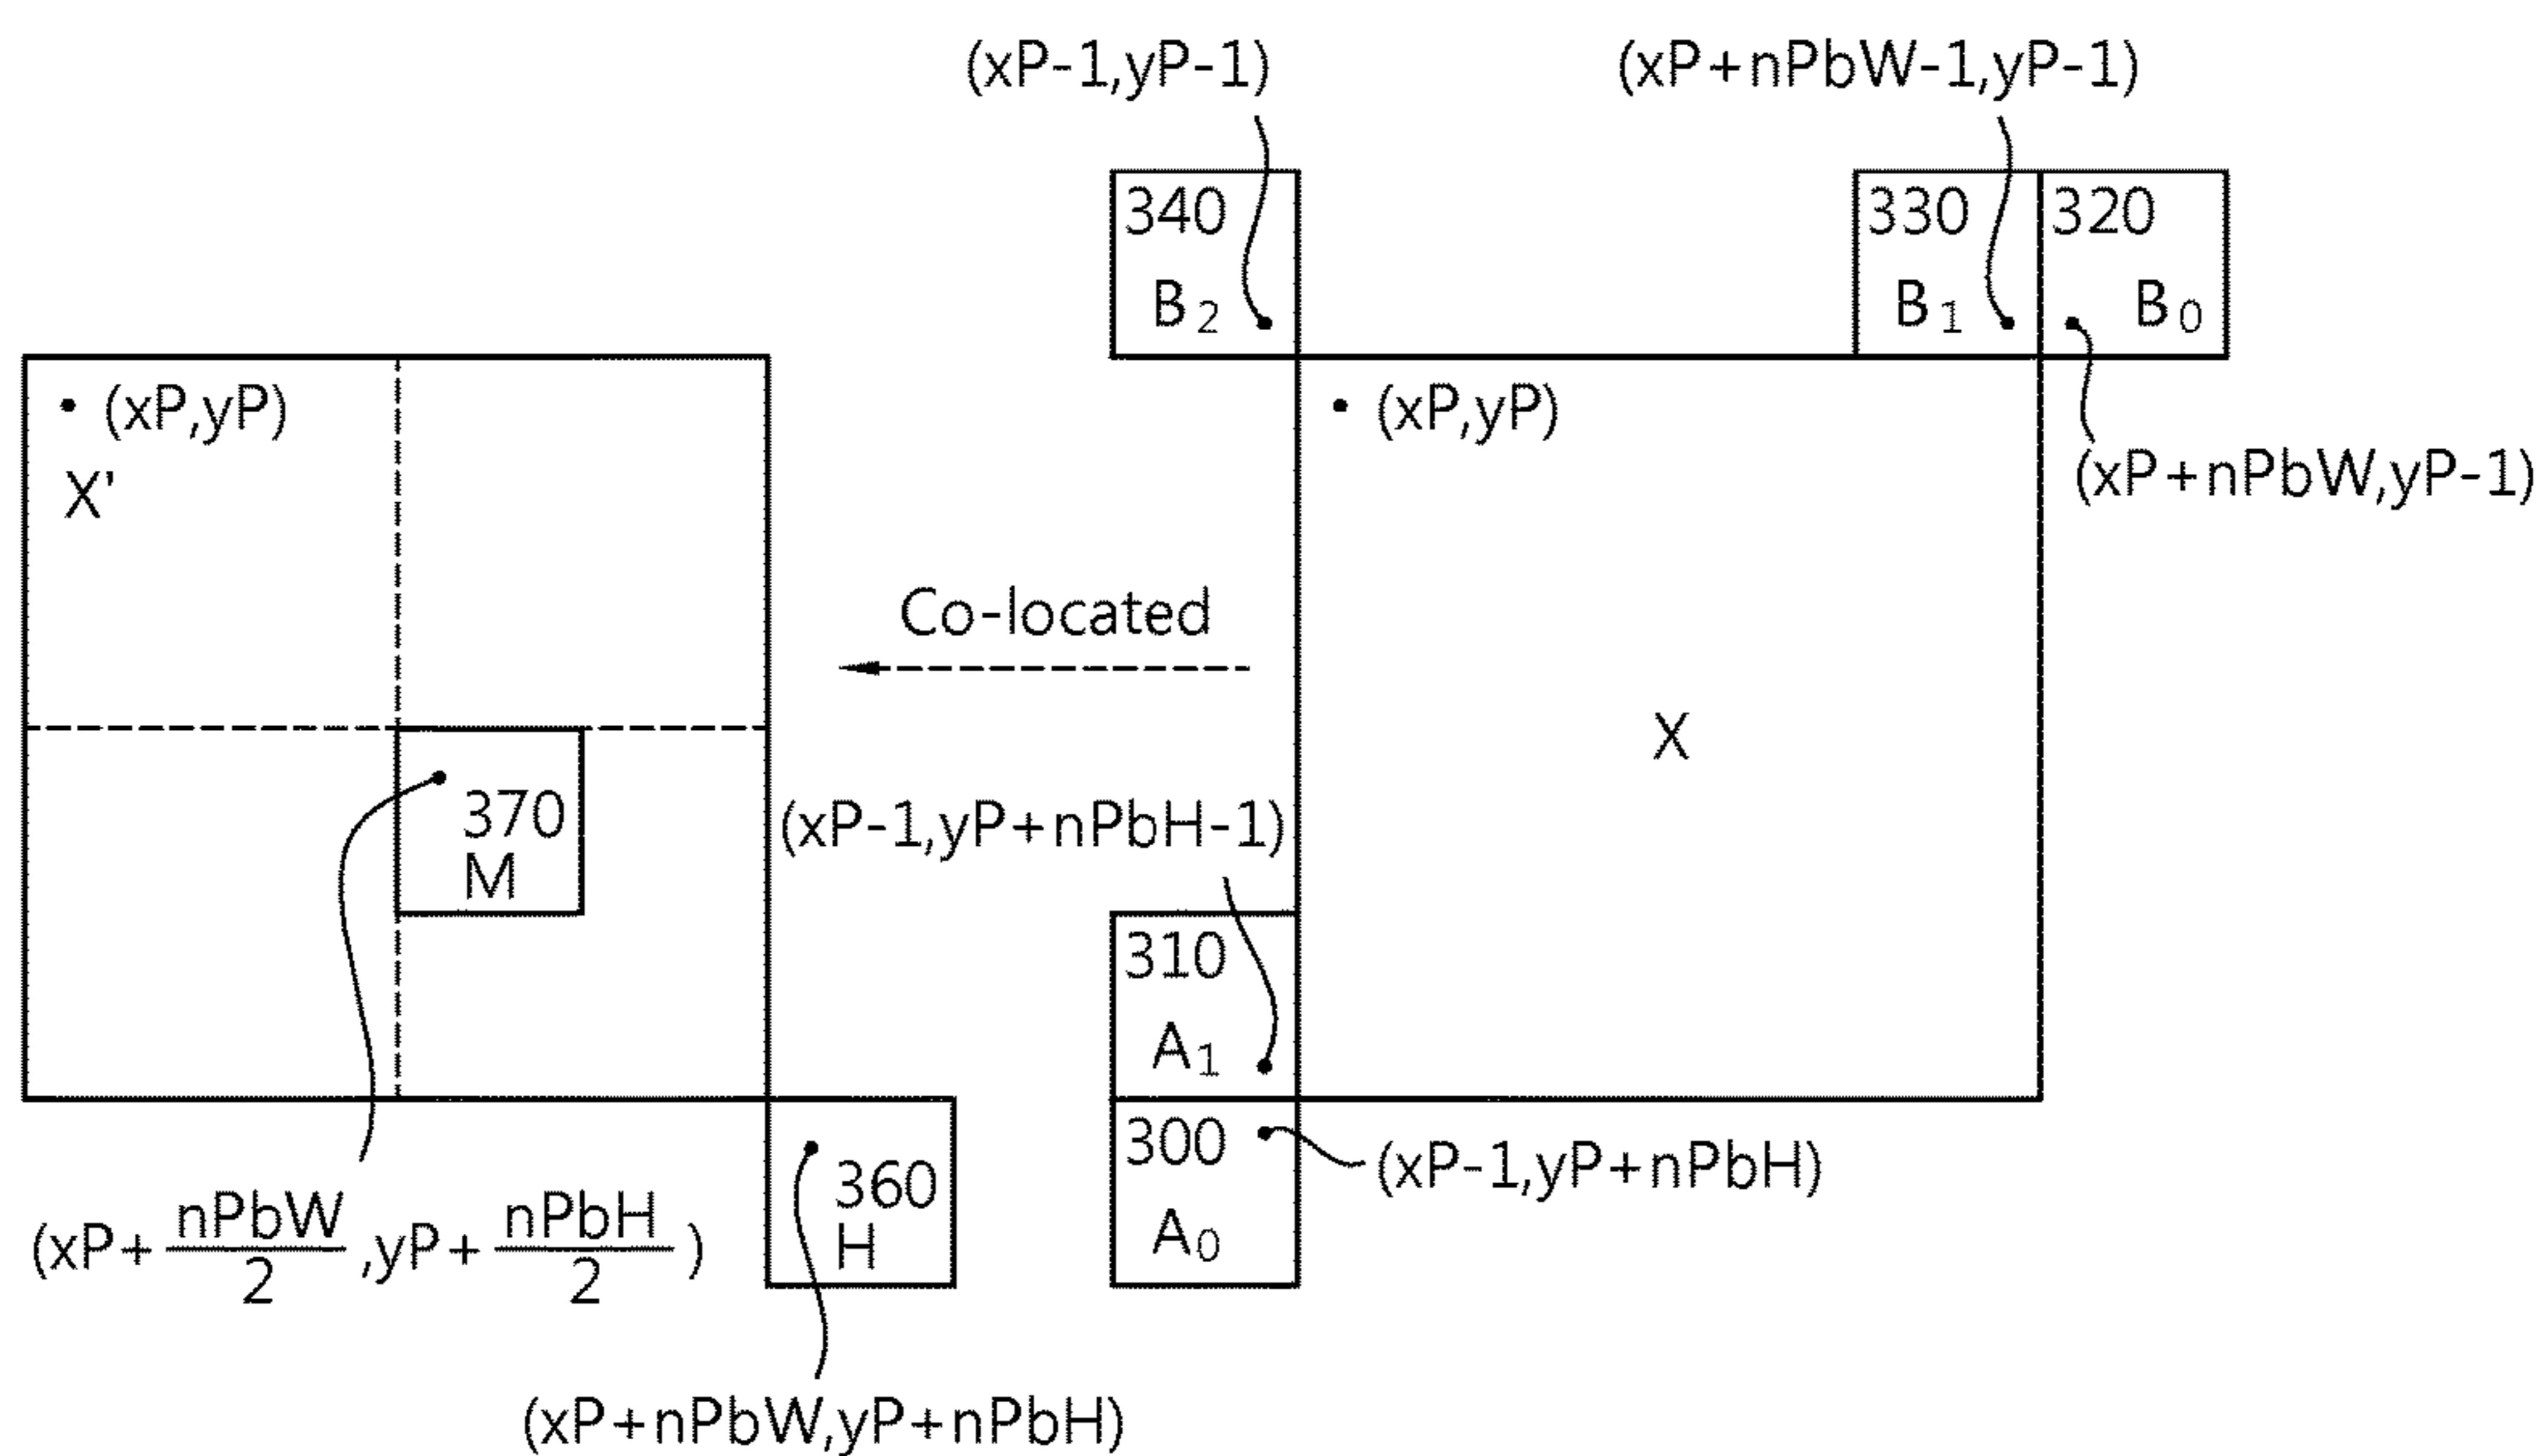 (xP-1,yP-1)
(xP+nPbW-1,yP-1)
340
B2
330
B1
320
B0
(xP+nPbW,yP-1)
(xP,yP)
X'
(xP,yP)
Co-located
X
370
M
(xP-1,yP+nPbH-1)
310
A1
300
A0
(xP-1,yP+nPbH)
360
H
(xP+nPbW/2,yP+nPbH/2)
(xP+nPbW,yP+nPbH)